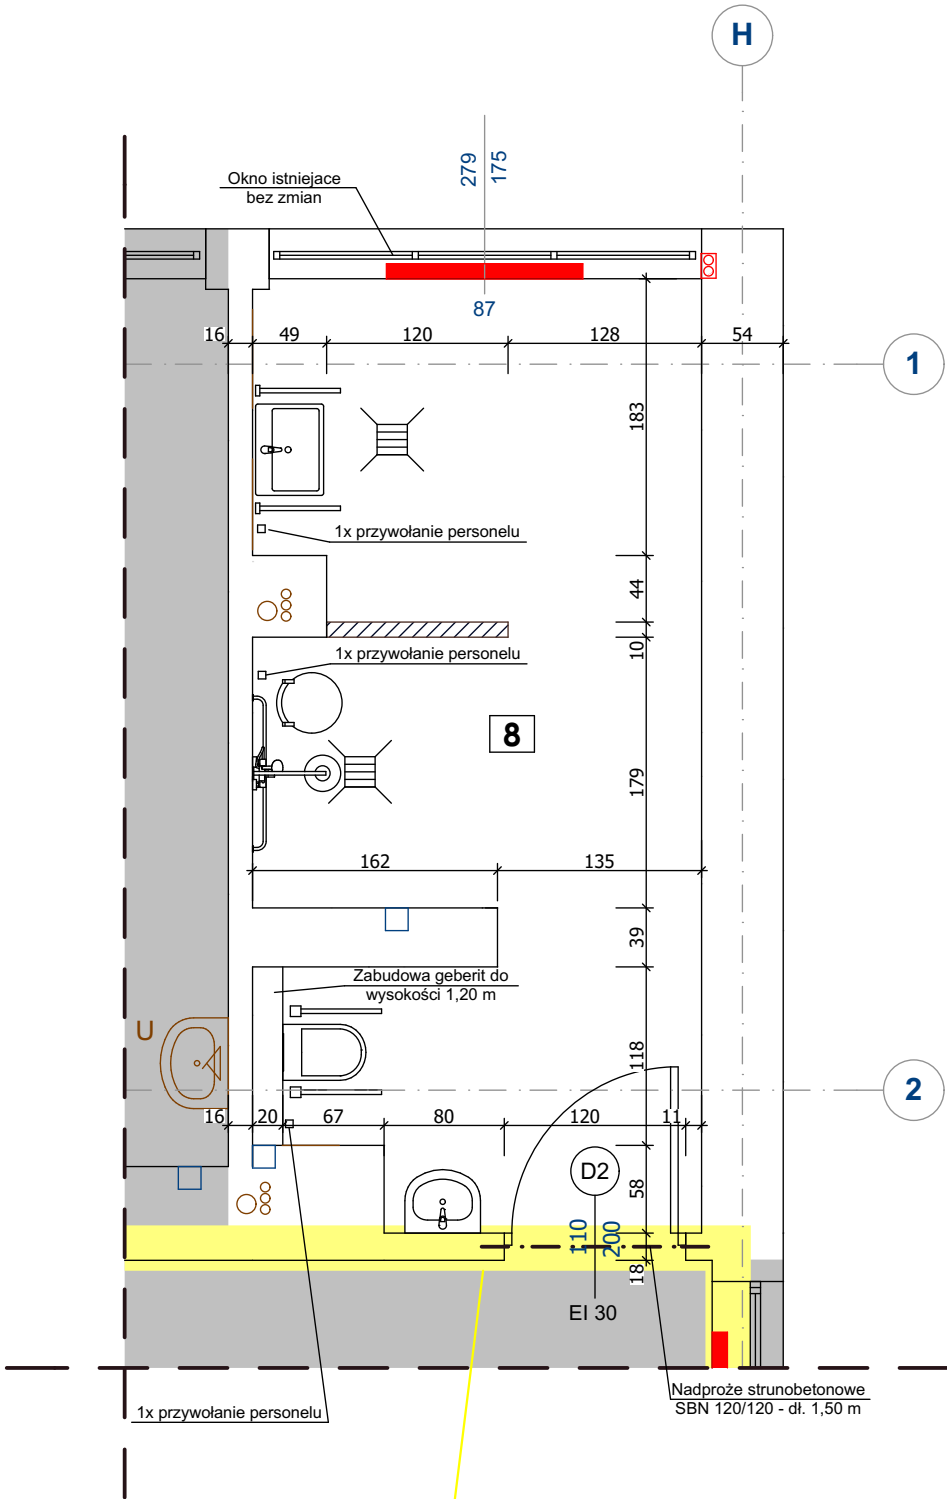 H
279
175
Okno istniejace
bez zmian
87
16
49
120
128
54
1
183
1x przywołanie personelu
44
1x przywołanie personelu
10
8
179
162
135
39
Zabudowa geberit do
wysokości 1,20 m
U
118
2
16
20
67
80
120
11
D2
58
110
200
18
EI 30
Nadproże strunobetonowe
SBN 120/120 - dł. 1,50 m
1x przywołanie personelu